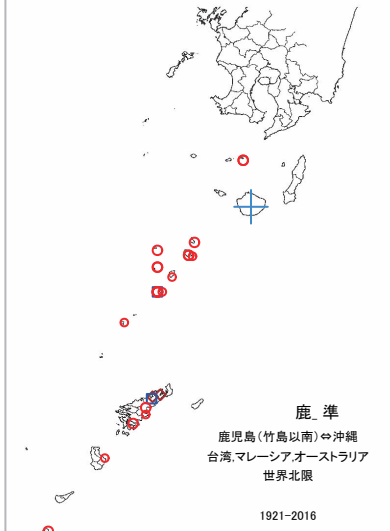 鹿_ 準
鹿児島(竹島以南)⇔沖縄
台湾,マレーシア,オーストラリア
世界北限
1921-2016